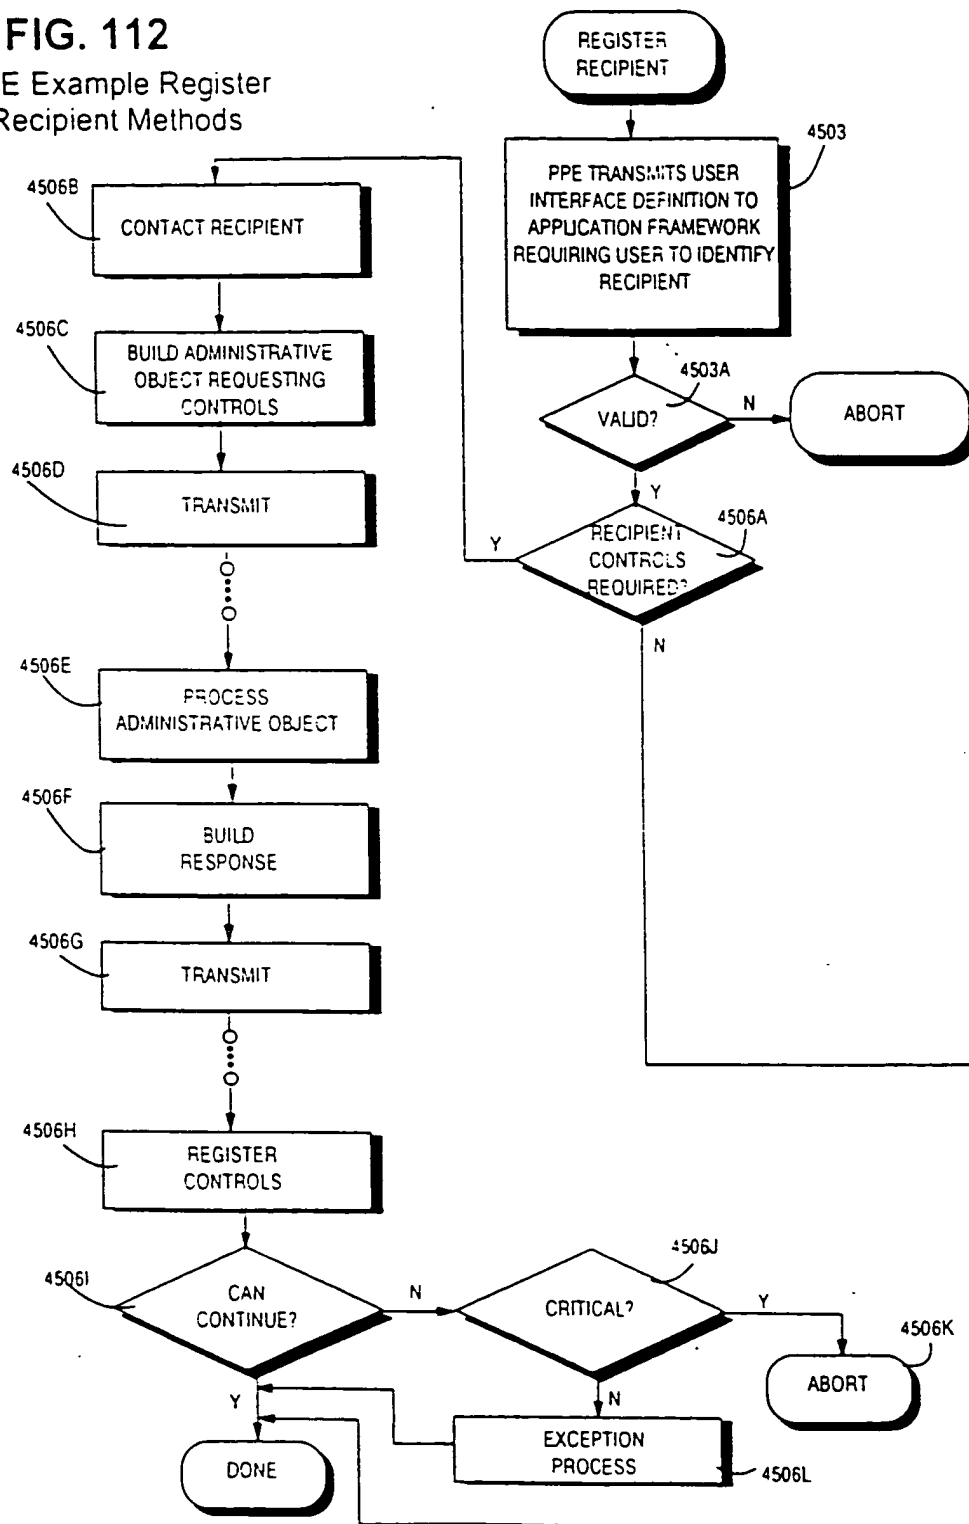 FIG. 112
E Example Register
Recipient Methods
REGISTER
RECIPIENT
4503
PPE TRANSMITS USER
INTERFACE DEFINITION TO
APPLICATION FRAMEWORK
REQUIRING USER TO IDENTIFY
RECIPIENT
4503A
VALID?
N
ABORT
Y
4506A
RECIPIENT
CONTROLS
REQUIRED?
Y
N
4506B
CONTACT RECIPIENT
4506C
BUILD ADMINISTRATIVE
OBJECT REQUESTING
CONTROLS
4506D
TRANSMIT
4506E
PROCESS
ADMINISTRATIVE OBJECT
4506F
BUILD
RESPONSE
4506G
TRANSMIT
4506H
REGISTER
CONTROLS
4506I
CAN
CONTINUE?
N
4506J
CRITICAL?
Y
4506K
ABORT
Y
N
EXCEPTION
PROCESS
4506L
DONE